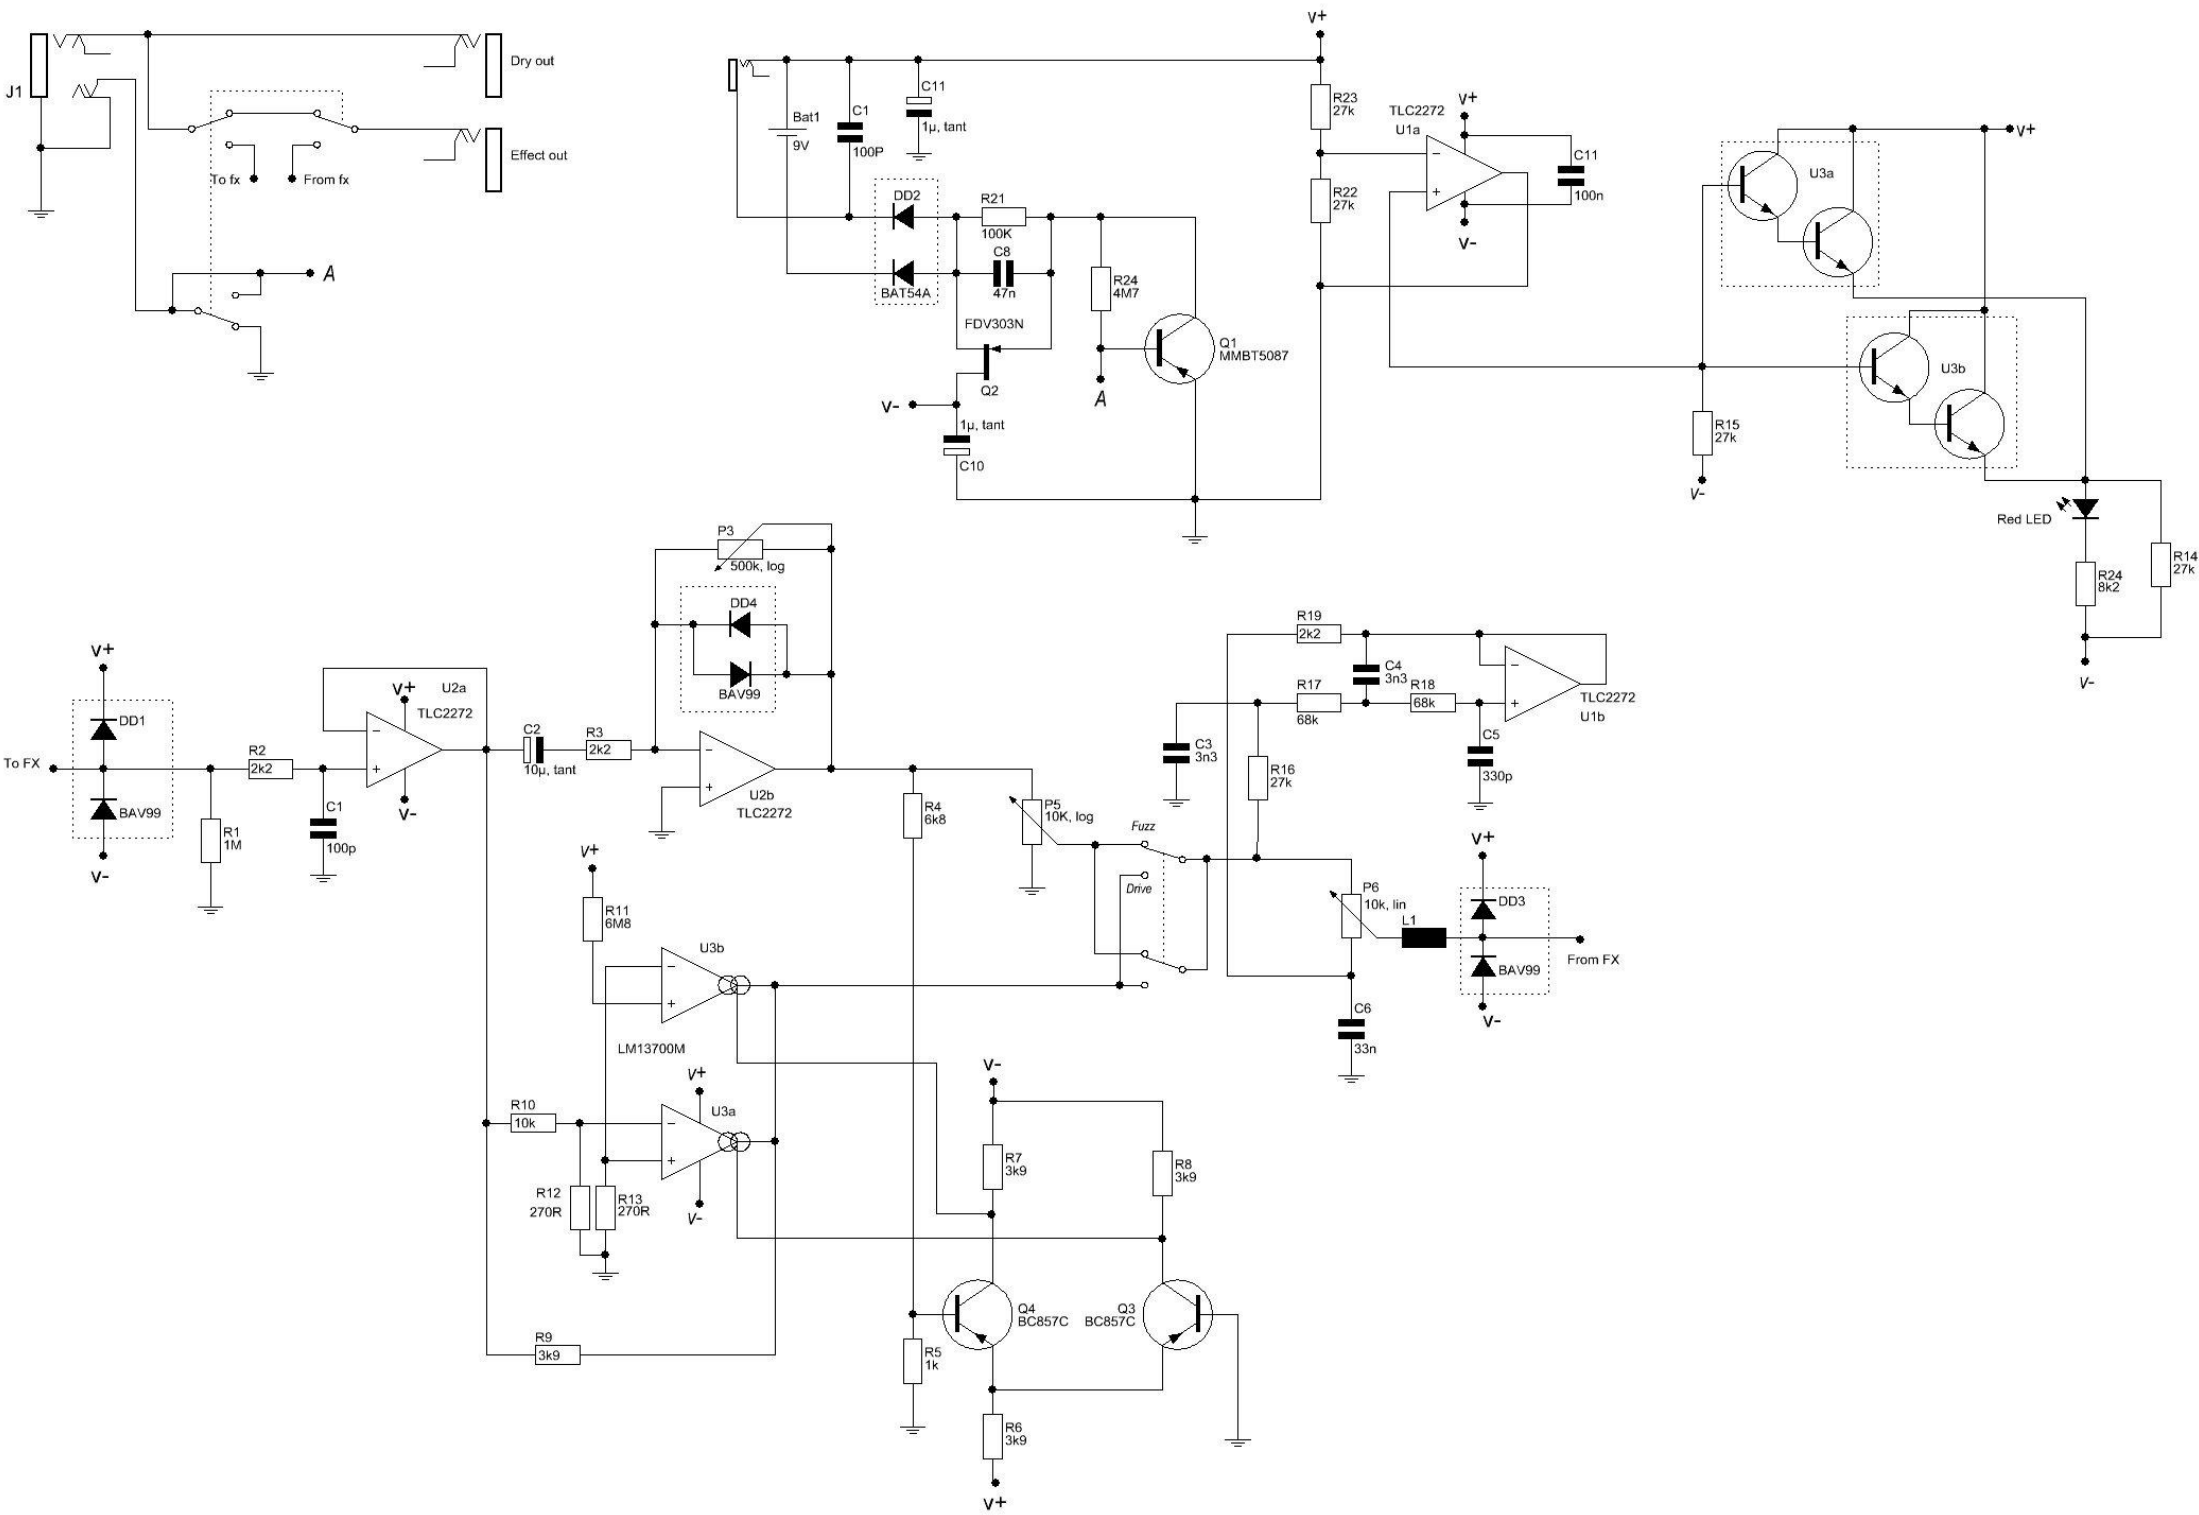 J1
Dry out
Effect out
To fx
From fx
A
V+
C11
1µ, tant
Bat1
9V
C1
100P
DD2
BAT54A
R21
100K
C8
47n
FDV303N
Q2
V-
1µ, tant
C10
R24
4M7
A
Q1
MMBT5087
R23
27k
R22
27k
TLC2272
U1a
V+
V-
C11
100n
V+
U3a
U3b
R15
27k
V-
Red LED
R24
8k2
R14
27k
V-
P3
500k, log
DD4
BAV99
V+
DD1
BAV99
V-
To FX
R1
1M
R2
2k2
C1
100p
V+
U2a
TLC2272
V-
C2
10µ, tant
R3
2k2
U2b
TLC2272
R4
6k8
P5
10K, log
Fuzz
Drive
R19
2k2
C4
3n3
R17
68k
R18
68k
TLC2272
U1b
C3
3n3
R16
27k
C5
330p
V+
P6
10k, lin
L1
DD3
BAV99
V-
From FX
C6
33n
V+
R11
6M8
U3b
LM13700M
V+
U3a
V-
R10
10k
R12
270R
R13
270R
R9
3k9
V-
R7
3k9
R8
3k9
Q4
BC857C
Q3
BC857C
R5
1k
R6
3k9
V+